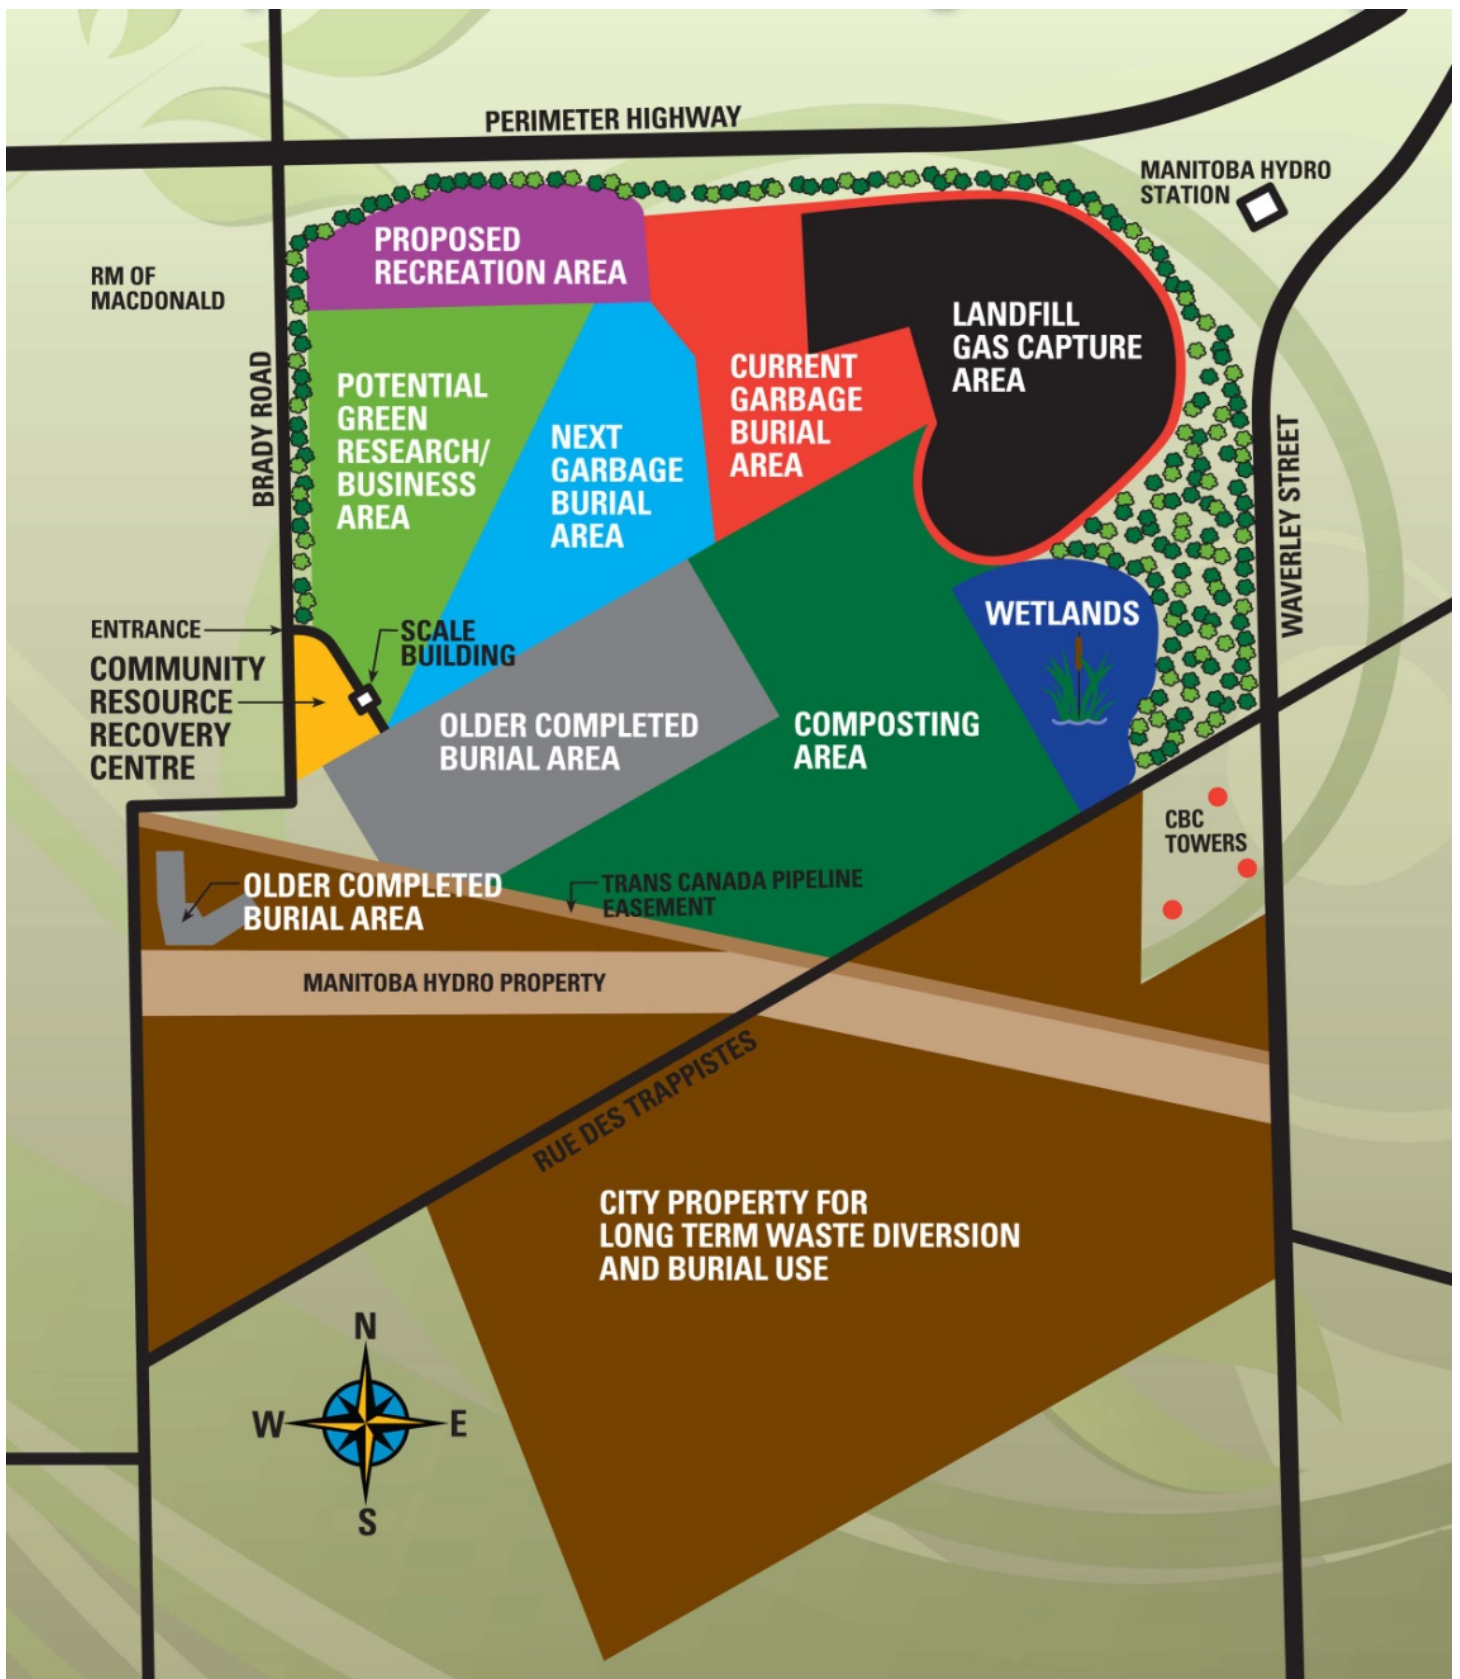 PERIMETER HIGHWAY
MANITOBA HYDRO
STATION
PROPOSED
RECREATION AREA
RM OF
MACDONALD
LANDFILL
GAS CAPTURE
AREA
BRADY ROAD
POTENTIAL
GREEN
RESEARCH/
BUSINESS
AREA
CURRENT
GARBAGE
BURIAL
AREA
NEXT
GARBAGE
BURIAL
AREA
WAVERLEY STREET
WETLANDS
ENTRANCE
SCALE
BUILDING
COMMUNITY
RESOURCE
RECOVERY
CENTRE
OLDER COMPLETED
BURIAL AREA
COMPOSTING
AREA
CBC
TOWERS
OLDER COMPLETED
BURIAL AREA
TRANS CANADA PIPELINE
EASEMENT
MANITOBA HYDRO PROPERTY
RUE DES TRAPPISTES
CITY PROPERTY FOR
LONG TERM WASTE DIVERSION
AND BURIAL USE
N
W
E
S